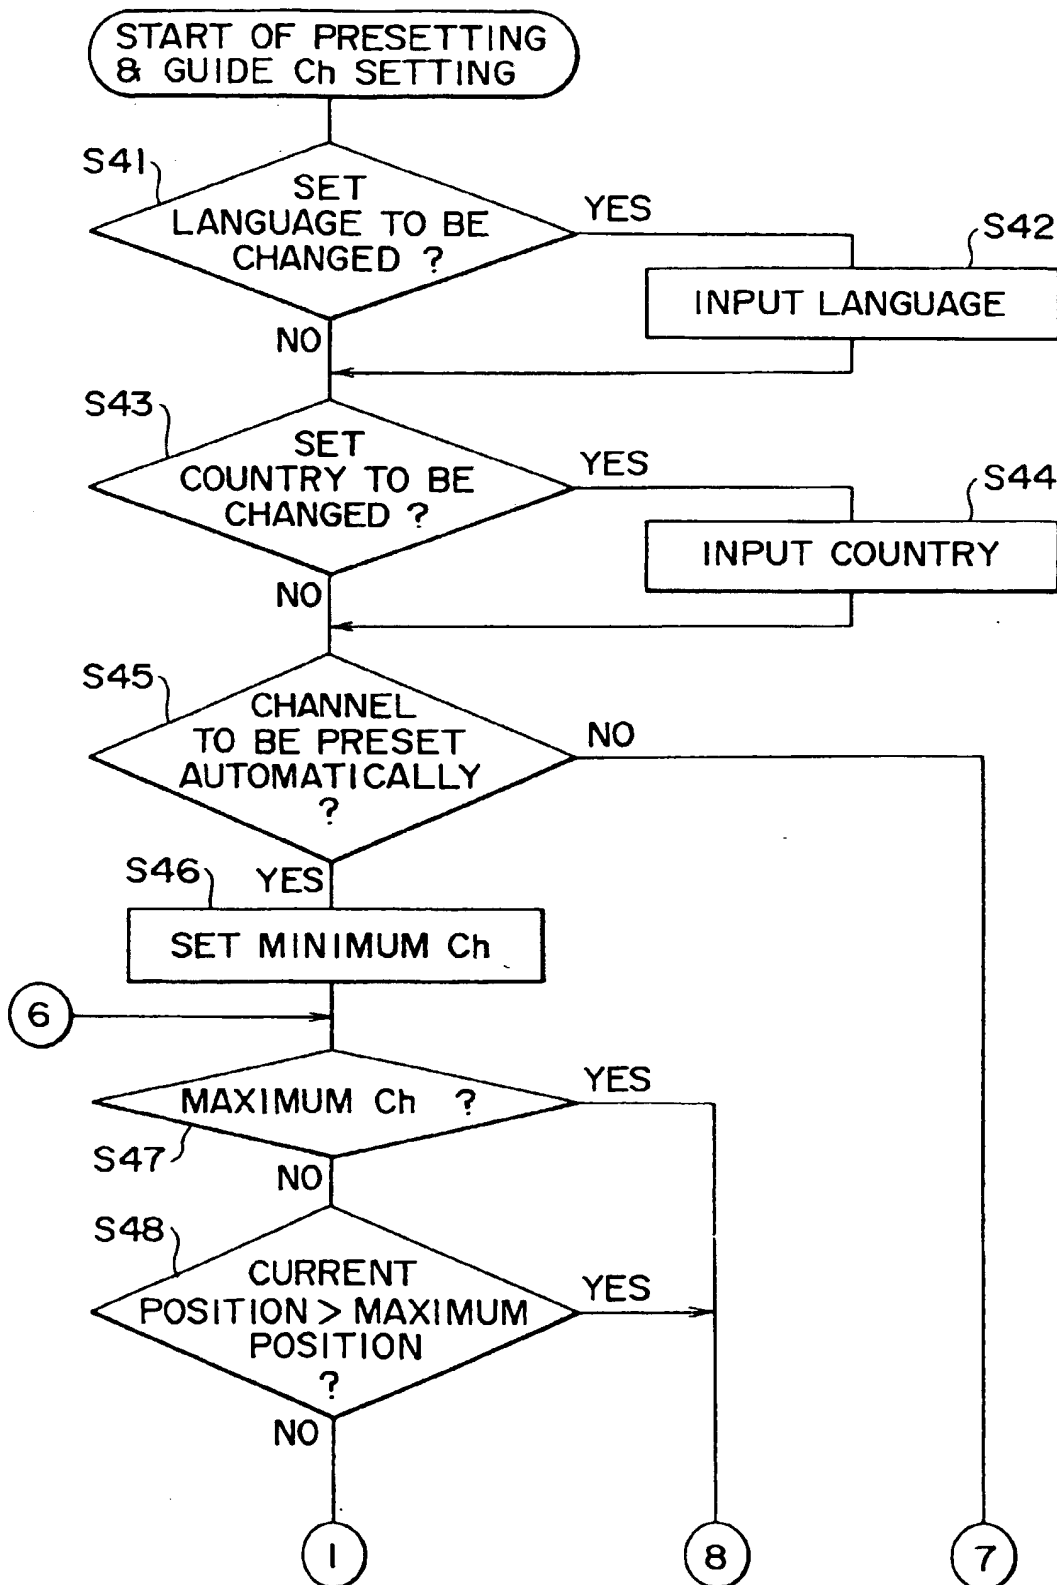 START OF PRESETTING
& GUIDE Ch SETTING
S41
SET
LANGUAGE TO BE
CHANGED ?
YES
S42
INPUT LANGUAGE
NO
S43
SET
COUNTRY TO BE
CHANGED ?
YES
S44
INPUT COUNTRY
NO
S45
CHANNEL
TO BE PRESET
AUTOMATICALLY
?
NO
YES
S46
SET MINIMUM Ch
6
MAXIMUM Ch ?
YES
S47
NO
S48
CURRENT
POSITION > MAXIMUM
POSITION
?
YES
NO
1
8
7